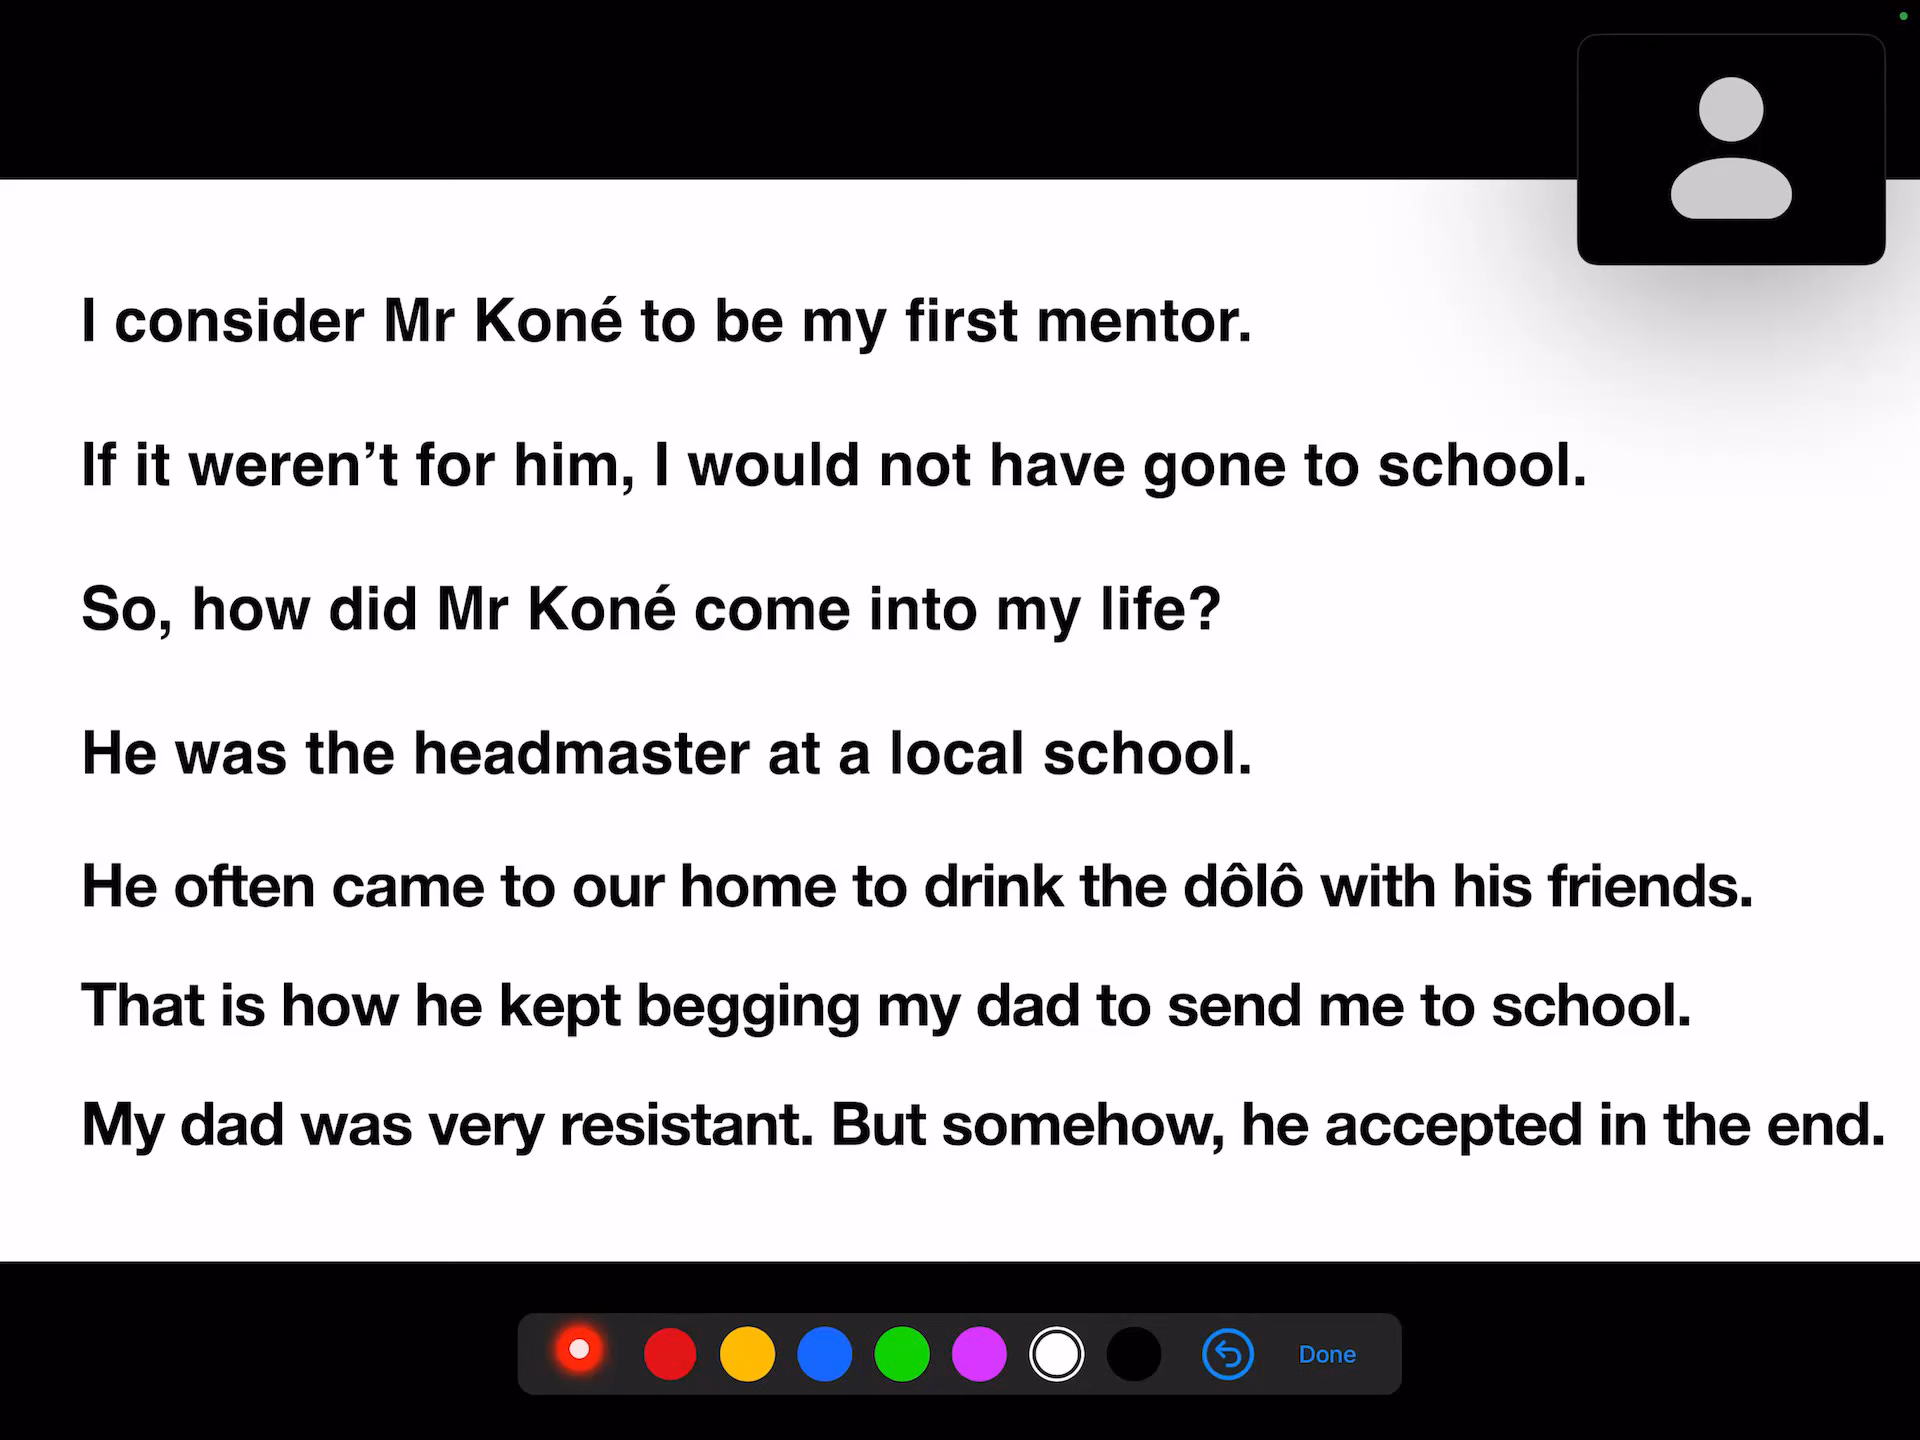 I consider Mr Koné to be my first mentor.
If it weren’t for him, I would not have gone to school.
So, how did Mr Koné come into my life?
He was the headmaster at a local school.
He often came to our home to drink the dôlô with his friends.
That is how he kept begging my dad to send me to school.
My dad was very resistant. But somehow, he accepted in the end.
Done